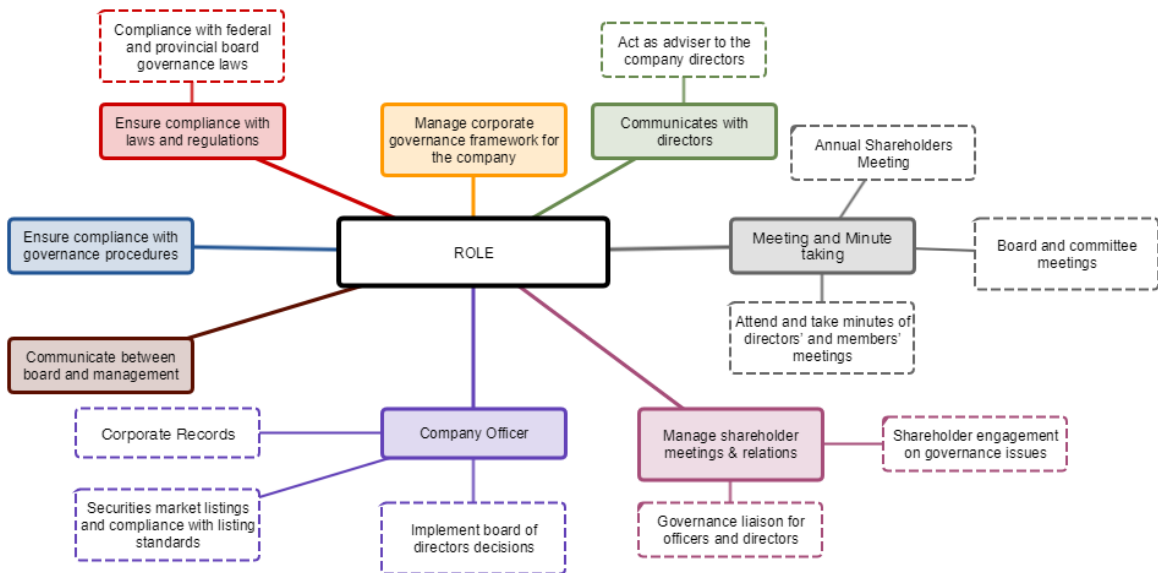 Compliance with federal
and provincial board
governance laws
Act as adviser to the
company directors
Ensure compliance with
laws and regulations
Manage corporate
governance framework for
the company
Communicates with
directors
Annual Shareholders
Meeting
Ensure compliance with
governance procedures
ROLE
Meeting and Minute
taking
Board and committee
meetings
Attend and take minutes of
directors’ and members’
meetings
Communicate between
board and management
Corporate Records
Company Officer
Manage shareholder
meetings & relations
Shareholder engagement
on governance issues
Securities market listings
and compliance with listing
standards
Implement board of
directors decisions
Governance liaison for
officers and directors